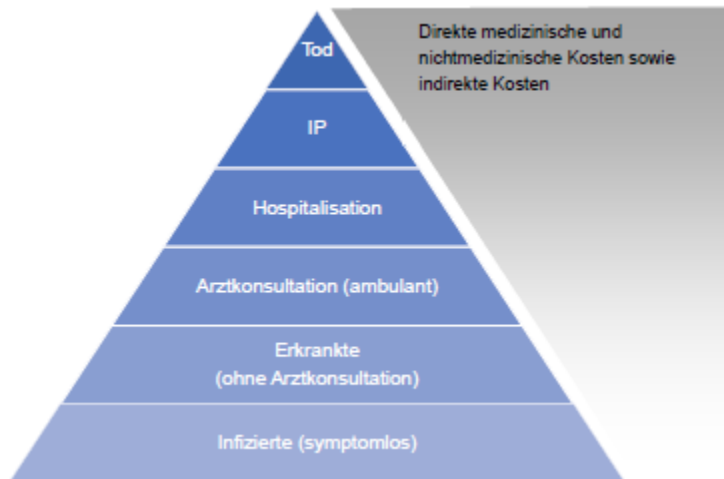 Tod
IP
Hospitalisation
Arztkonsultation (ambulant)
Erkrankte
(ohne Arztkonsultation)
Infizierte (symptomlos)
Direkte medizinische und
nichtmedizinische Kosten sowie
indirekte Kosten